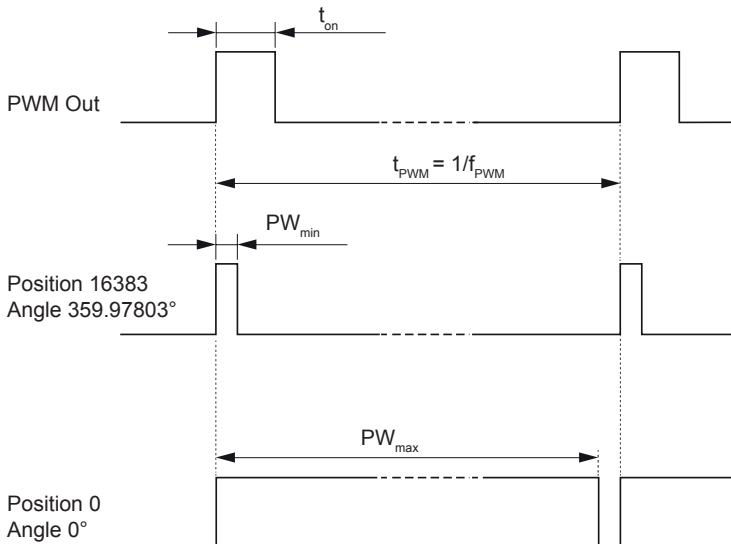 t_on
PWM Out
t_PWM = 1/f_PWM
PW_min
Position 16383
Angle 359.97803°
PW_max
Position 0
Angle 0°